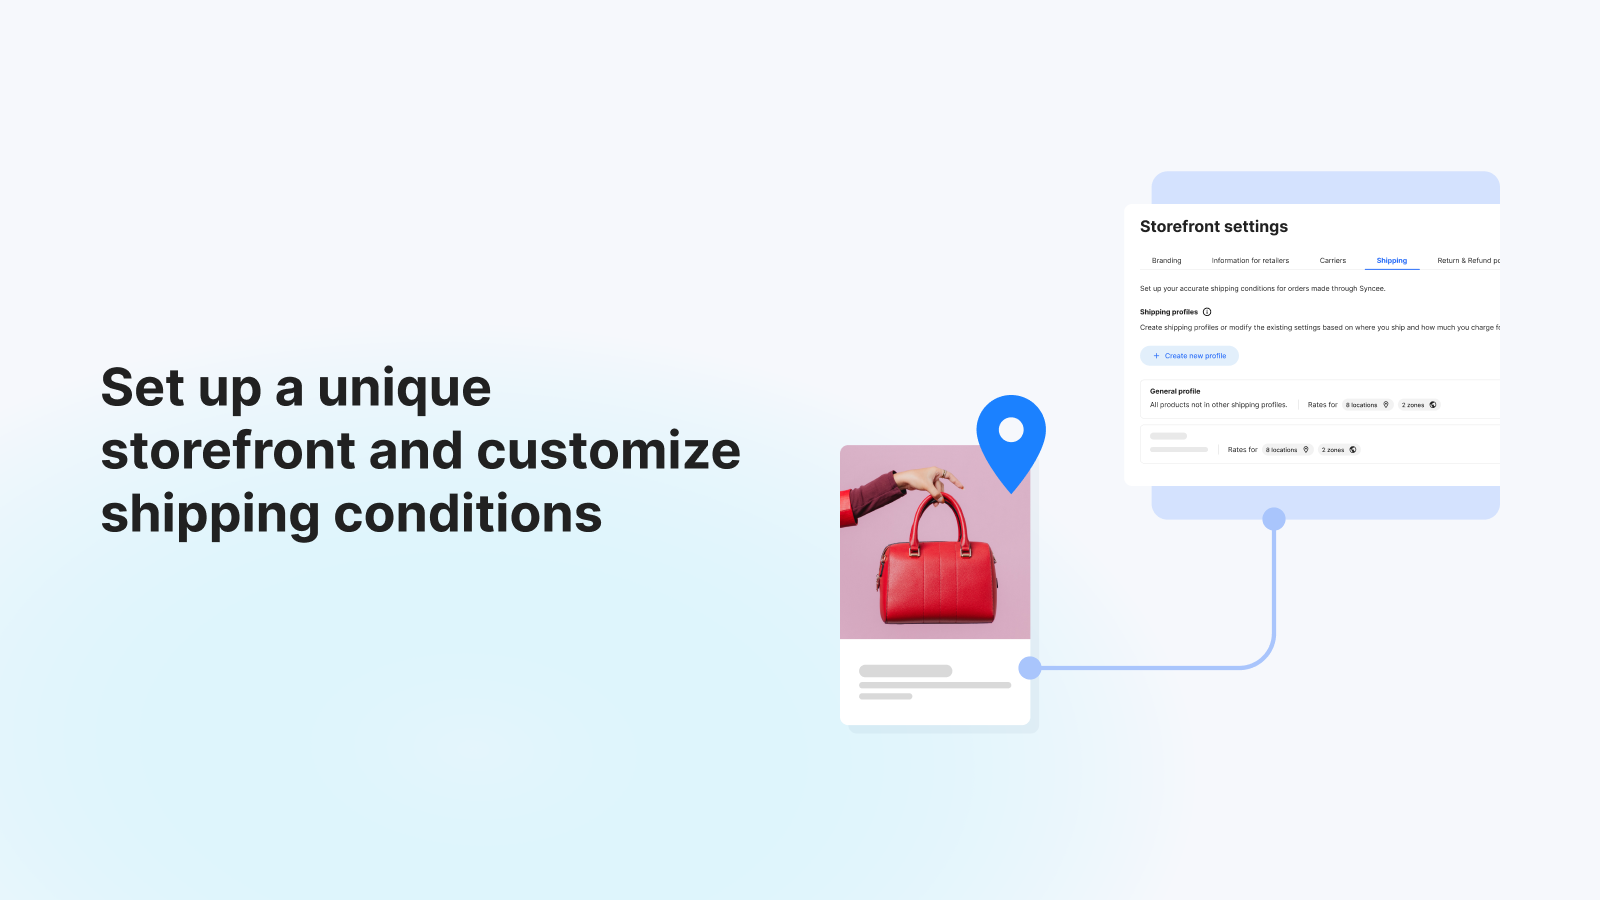 Set up a unique
storefront and customize
shipping conditions
Storefront settings
Branding Information for retailers Carriers Shipping Return & Refund po
Set up your accurate shipping conditions for orders made through Syncee.
Shipping profiles
Create shipping profiles or modify the existing settings based on where you ship and how much you charge fo
+ Create new profile
General profile
All products not in other shipping profiles. Rates for 8 locations 2 zones
Rates for 8 locations 2 zones